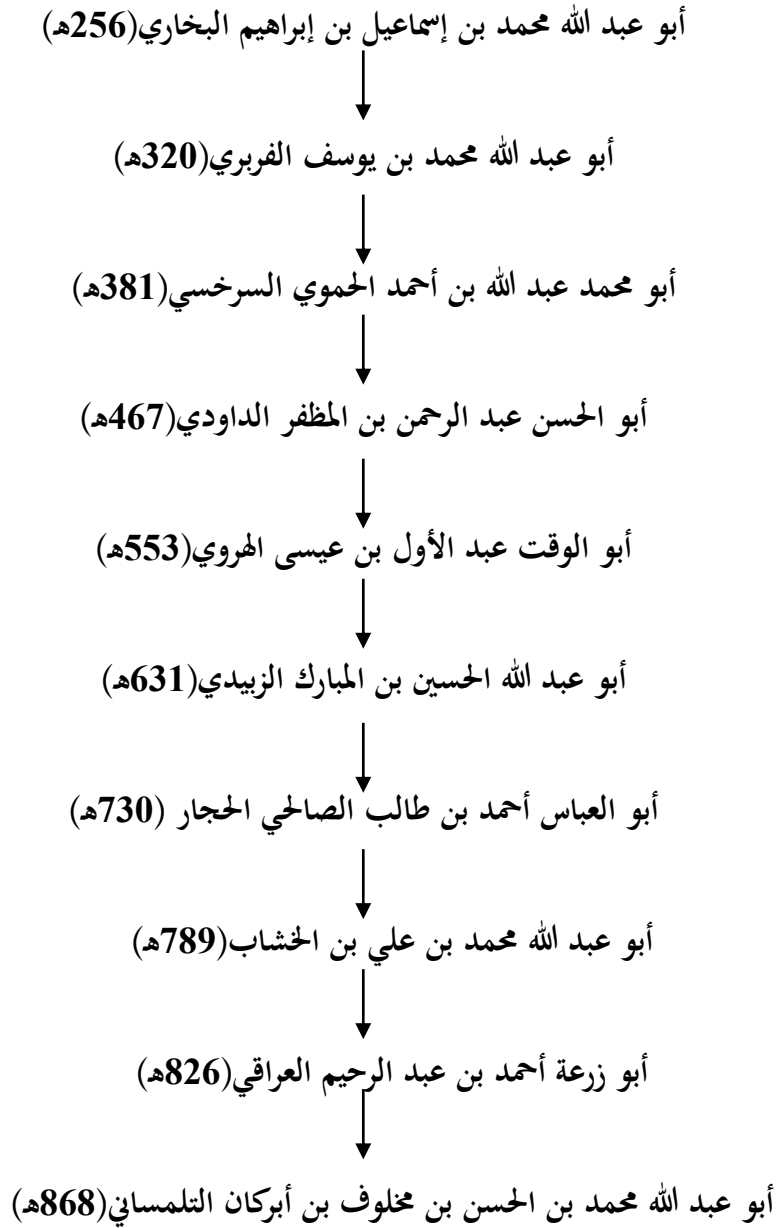 أبو عبد الله محمد بن إسماعيل بن إبراهيم البخاري(256هـ)
أبو عبد الله محمد بن يوسف الفربري(320هـ)
أبو محمد عبد الله بن أحمد الحموي السرخسي(381هـ)
أبو الحسن عبد الرحمن بن المظفر الداودي(467هـ)
أبو الوقت عبد الأول بن عيسى الهروي(553هـ)
أبو عبد الله الحسين بن المبارك الزبيدي(631هـ)
أبو العباس أحمد بن طالب الصالحي الحجار (730هـ)
أبو عبد الله محمد بن علي بن الخشاب(789هـ)
أبو زرعة أحمد بن عبد الرحيم العراقي(826هـ)
أبو عبد الله محمد بن الحسن بن مخلوف بن أبركان التلمساني(868هـ)